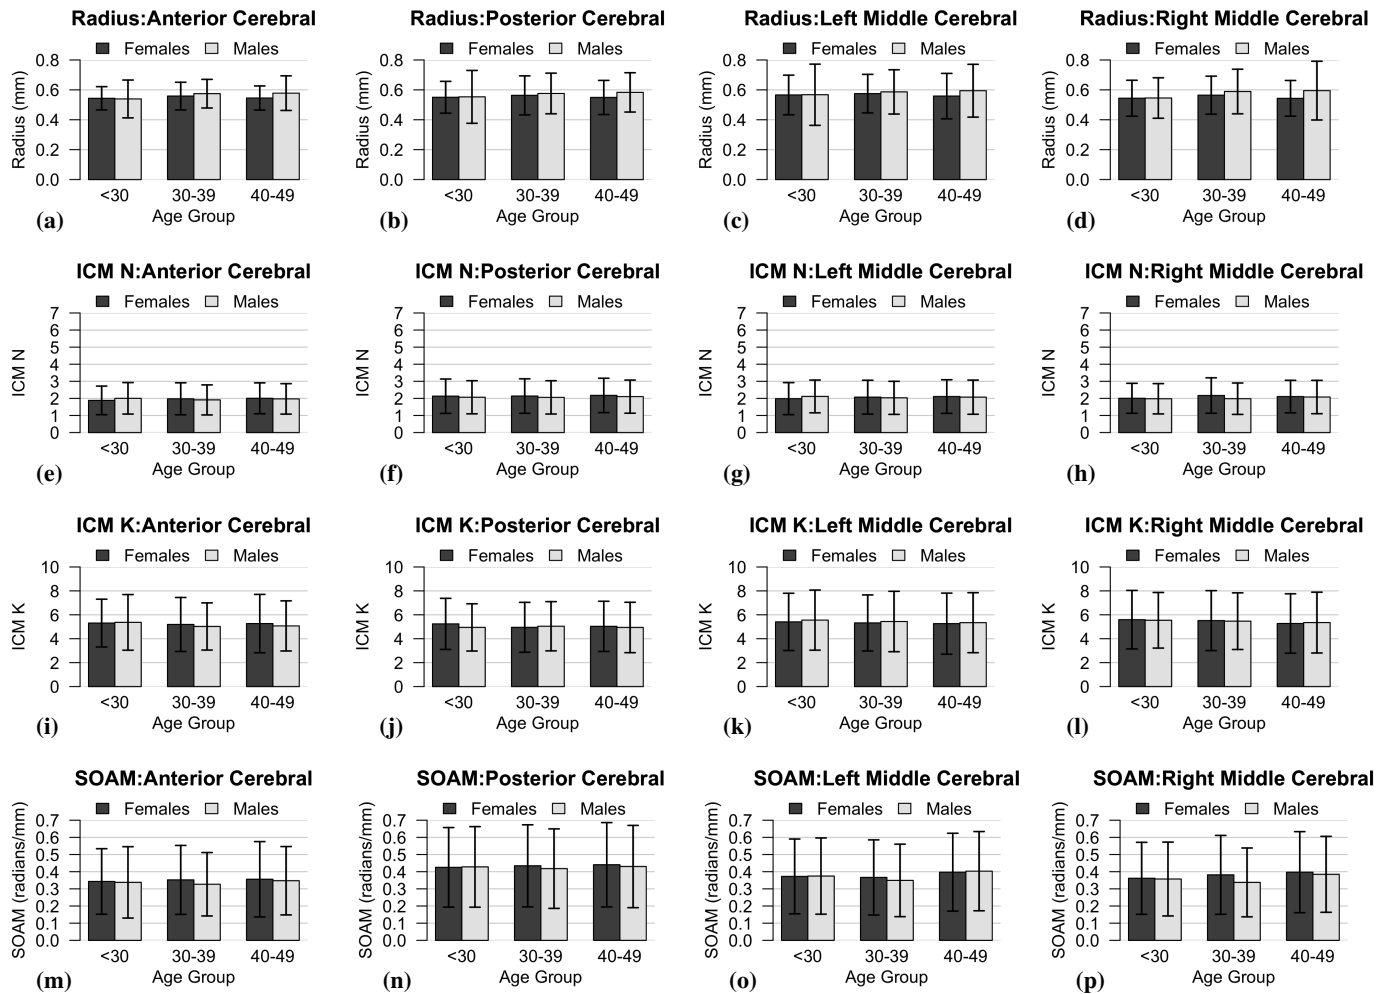 Radius:Anterior Cerebral
Females Males
Radius (mm)
0.8
0.6
0.4
0.2
0.0
<30 30-39 40-49
(a) Age Group
Radius:Posterior Cerebral
Females Males
Radius (mm)
0.8
0.6
0.4
0.2
0.0
<30 30-39 40-49
(b) Age Group
Radius:Left Middle Cerebral
Females Males
Radius (mm)
0.8
0.6
0.4
0.2
0.0
<30 30-39 40-49
(c) Age Group
Radius:Right Middle Cerebral
Females Males
Radius (mm)
0.8
0.6
0.4
0.2
0.0
<30 30-39 40-49
(d) Age Group
ICM N:Anterior Cerebral
Females Males
ICM N
7
6
5
4
3
2
1
0
<30 30-39 40-49
(e) Age Group
ICM N:Posterior Cerebral
Females Males
ICM N
7
6
5
4
3
2
1
0
<30 30-39 40-49
(f) Age Group
ICM N:Left Middle Cerebral
Females Males
ICM N
7
6
5
4
3
2
1
0
<30 30-39 40-49
(g) Age Group
ICM N:Right Middle Cerebral
Females Males
ICM N
7
6
5
4
3
2
1
0
<30 30-39 40-49
(h) Age Group
ICM K:Anterior Cerebral
Females Males
ICM K
10
8
6
4
2
0
<30 30-39 40-49
(i) Age Group
ICM K:Posterior Cerebral
Females Males
ICM K
10
8
6
4
2
0
<30 30-39 40-49
(j) Age Group
ICM K:Left Middle Cerebral
Females Males
ICM K
10
8
6
4
2
0
<30 30-39 40-49
(k) Age Group
ICM K:Right Middle Cerebral
Females Males
ICM K
10
8
6
4
2
0
<30 30-39 40-49
(l) Age Group
SOAM:Anterior Cerebral
Females Males
SOAM (radians/mm)
0.7
0.6
0.5
0.4
0.3
0.2
0.1
0.0
<30 30-39 40-49
(m) Age Group
SOAM:Posterior Cerebral
Females Males
SOAM (radians/mm)
0.7
0.6
0.5
0.4
0.3
0.2
0.1
0.0
<30 30-39 40-49
(n) Age Group
SOAM:Left Middle Cerebral
Females Males
SOAM (radians/mm)
0.7
0.6
0.5
0.4
0.3
0.2
0.1
0.0
<30 30-39 40-49
(o) Age Group
SOAM:Right Middle Cerebral
Females Males
SOAM (radians/mm)
0.7
0.6
0.5
0.4
0.3
0.2
0.1
0.0
<30 30-39 40-49
(p) Age Group